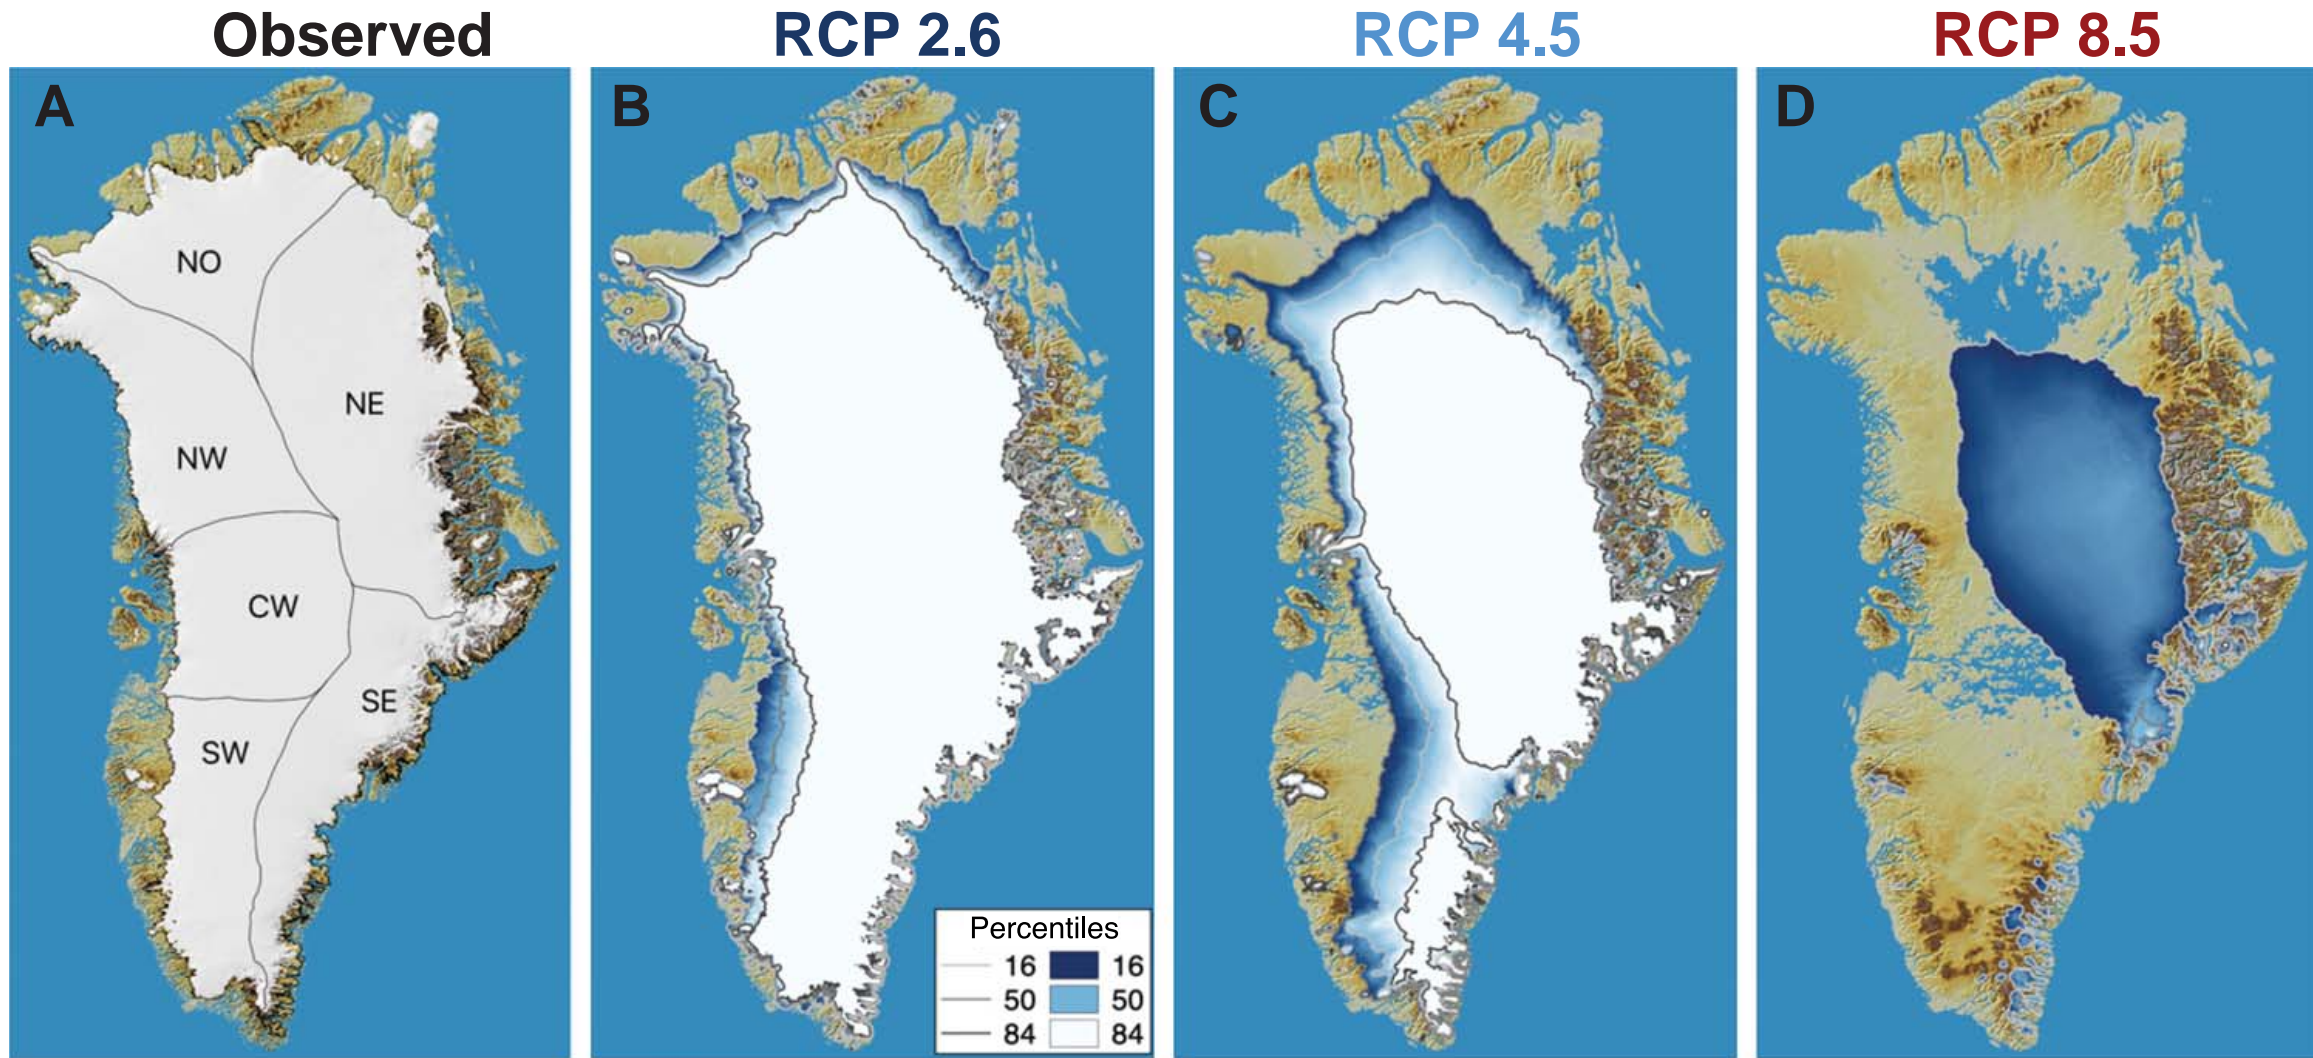 Observed
RCP 2.6
RCP 4.5
RCP 8.5
A
B
C
D
NO
NE
NW
CW
SE
SW
Percentiles
16 16
50 50
84 84